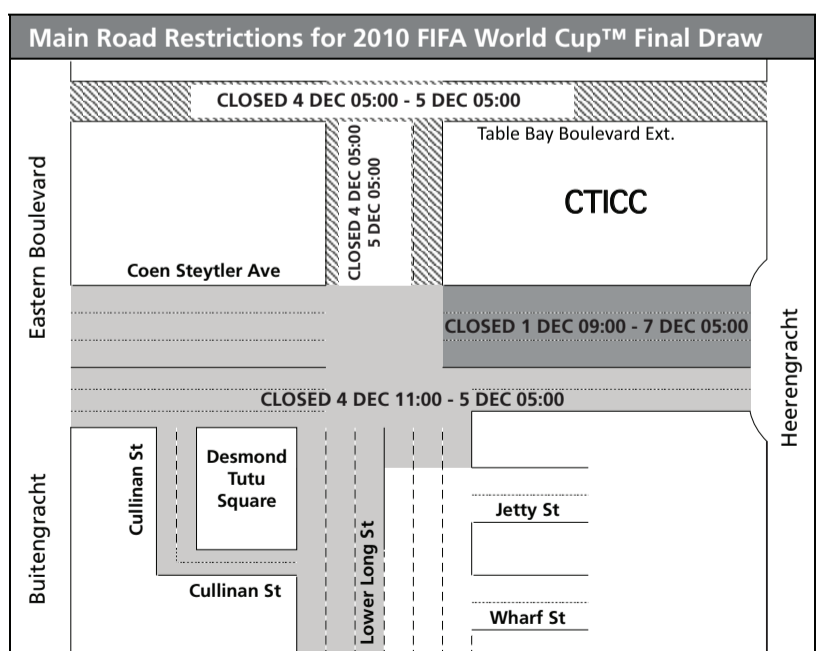 Main Road Restrictions for 2010 FIFA World Cup™ Final Draw
CLOSED 4 DEC 05:00 - 5 DEC 05:00
Table Bay Boulevard Ext.
CLOSED 4 DEC 05:00
5 DEC 05:00
CTICC
Eastern Boulevard
Coen Steytler Ave
CLOSED 1 DEC 09:00 - 7 DEC 05:00
Heerengracht
CLOSED 4 DEC 11:00 - 5 DEC 05:00
Buitengracht
Cullinan St
Desmond
Tutu
Square
Lower Long St
Jetty St
Cullinan St
Wharf St